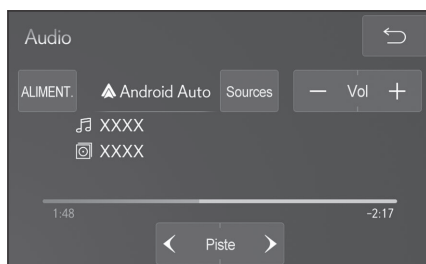 Audio
ALIMENT. Android Auto Sources − Vol +
XXXX
XXXX
1:48 -2:17
Piste